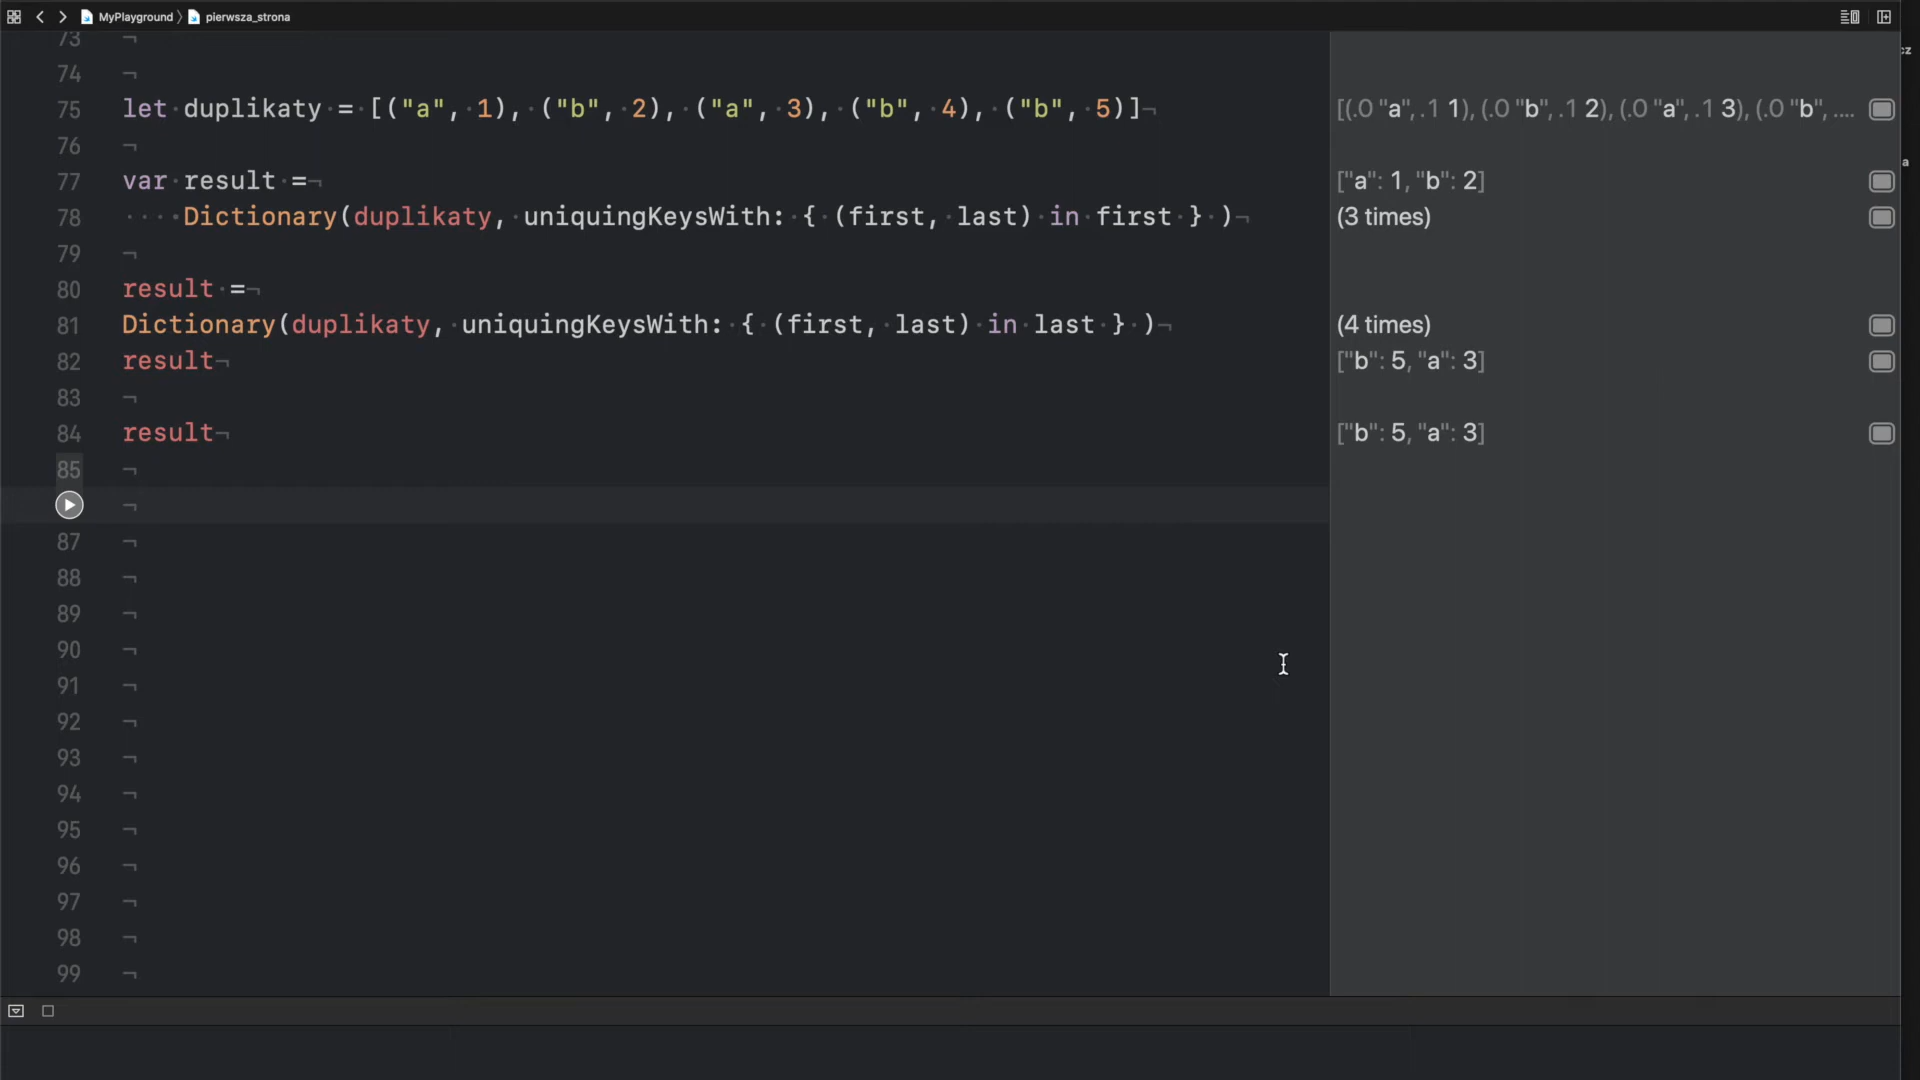 MyPlayground 〉 pierwsza_strona
73
74
75 let duplikaty = [("a", 1), ("b", 2), ("a", 3), ("b", 4), ("b", 5)] [(.0 "a", .1 1), (.0 "b", .1 2), (.0 "a", .1 3), (.0 "b", ....
76
77 var result = ["a": 1, "b": 2]
78 Dictionary(duplikaty, uniquingKeysWith: { (first, last) in first } ) (3 times)
79
80 result =
81 Dictionary(duplikaty, uniquingKeysWith: { (first, last) in last } ) (4 times)
82 result ["b": 5, "a": 3]
83
84 result ["b": 5, "a": 3]
85
87
88
89
90
91
92
93
94
95
96
97
98
99